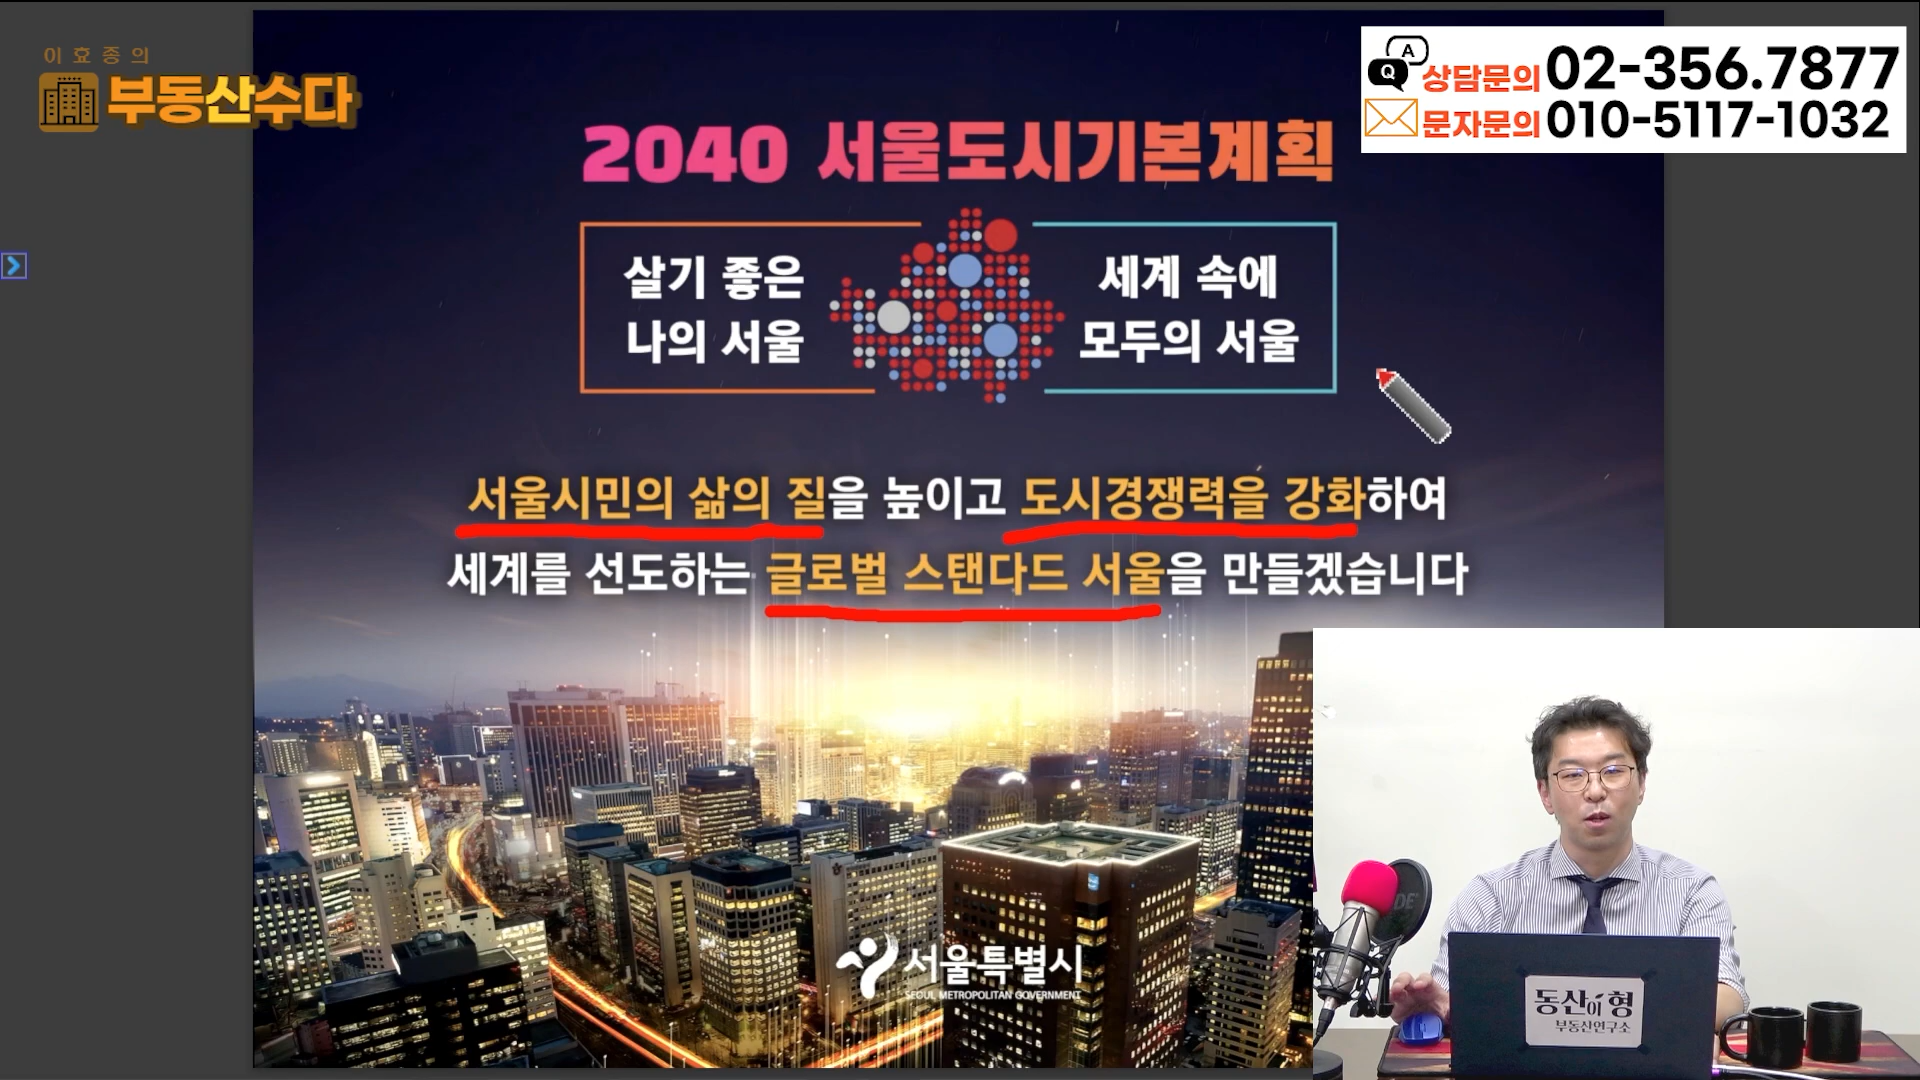 이효종의
부동산수다
상담문의 02-356.7877
문자문의 010-5117-1032
A
Q
2040 서울도시기본계획
살기 좋은
나의 서울
세계 속에
모두의 서울
서울시민의 삶의 질을 높이고 도시경쟁력을 강화하여
세계를 선도하는 글로벌 스탠다드 서울을 만들겠습니다
서울특별시
SEOUL METROPOLITAN GOVERNMENT
동산이 형
부동산연구소